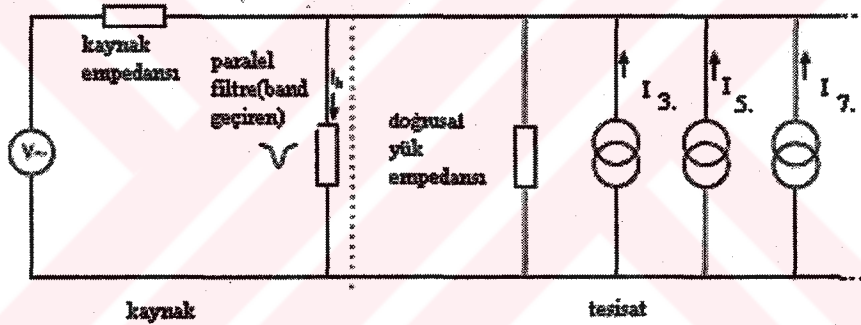 kaynak
empedansı
paralel
filtre(band
geçiren)
doğrusal
yük
empedansı
I 3.
I 5.
I 7.
V~
kaynak
tesisat